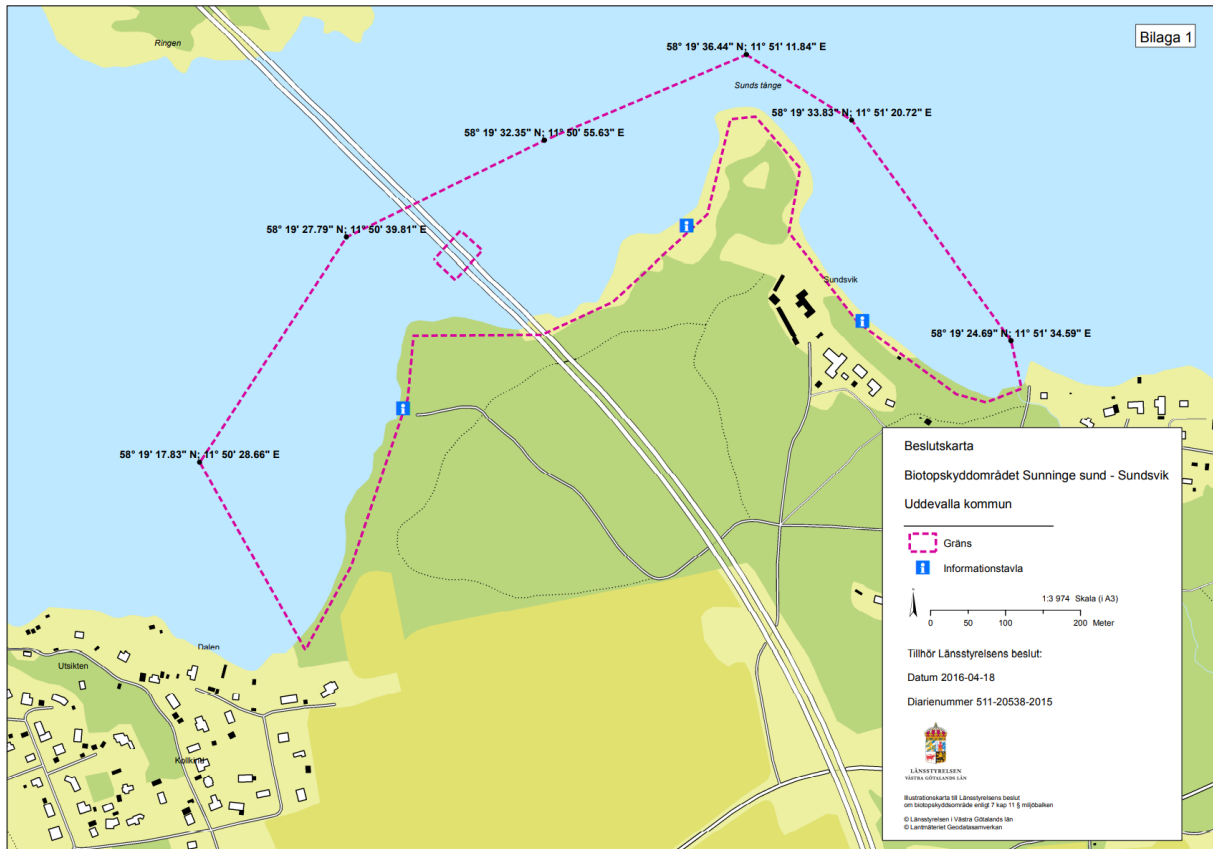 Bilaga 1
Ringen
58° 19' 36.44" N; 11° 51' 11.84" E
Sunds tånge
58° 19' 33.83" N; 11° 51' 20.72" E
58° 19' 32.35" N; 11° 50' 55.63" E
58° 19' 27.79" N; 11° 50' 39.81" E
Sundsvik
58° 19' 24.69" N; 11° 51' 34.59" E
58° 19' 17.83" N; 11° 50' 28.66" E
Dalen
Utsikten
Beslutskarta
Biotopskyddområdet Sunninge sund - Sundsvik
Uddevalla kommun
Gräns
Informationstavla
1:3 974 Skala (i A3)
0 50 100 200 Meter
Tillhör Länsstyrelsens beslut:
Datum 2016-04-18
Diarienummer 511-20538-2015
LÄNSSTYRELSEN
VÄSTRA GÖTALANDS LÄN
Illustrationskarta till Länsstyrelsens beslut
om biotopskyddsområde enligt 7 kap 11 § miljöbalken
© Länsstyrelsen i Västra Götalands län
© Lantmäteriet Geodatasamverkan